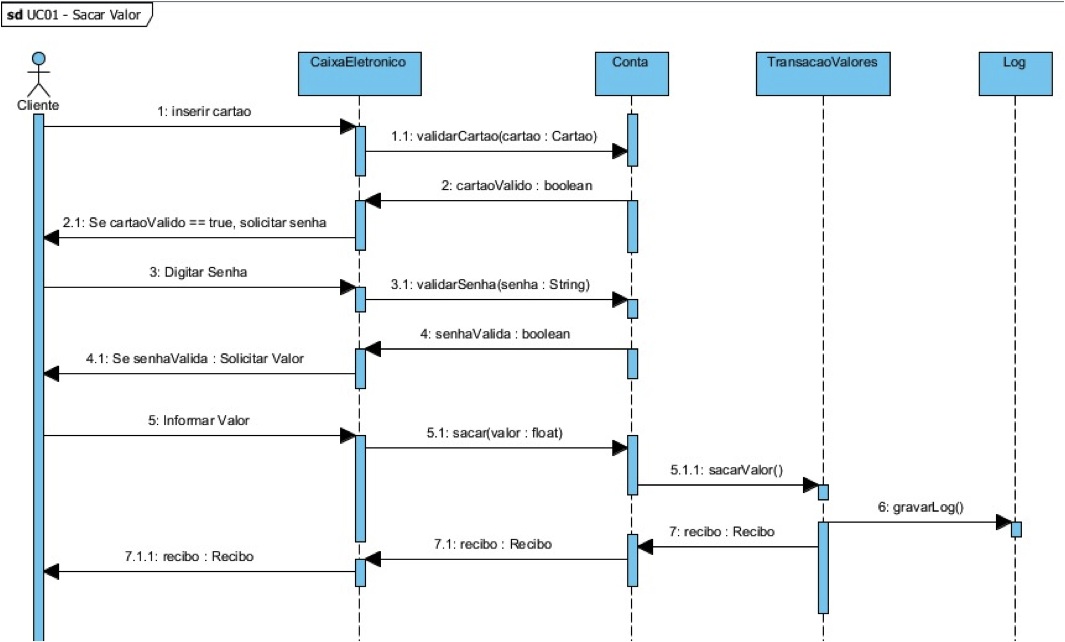 sd UC01 - Sacar Valor
Cliente
CaixaEletronico
Conta
TransacaoValores
Log
1: inserir cartao
1.1: validarCartao(cartao : Cartao)
2: cartaoValido : boolean
2.1: Se cartaoValido == true, solicitar senha
3: Digitar Senha
3.1: validarSenha(senha : String)
4: senhaValida : boolean
4.1: Se senhaValida : Solicitar Valor
5: Informar Valor
5.1: sacar(valor : float)
5.1.1: sacarValor()
6: gravarLog()
7: recibo : Recibo
7.1: recibo : Recibo
7.1.1: recibo : Recibo